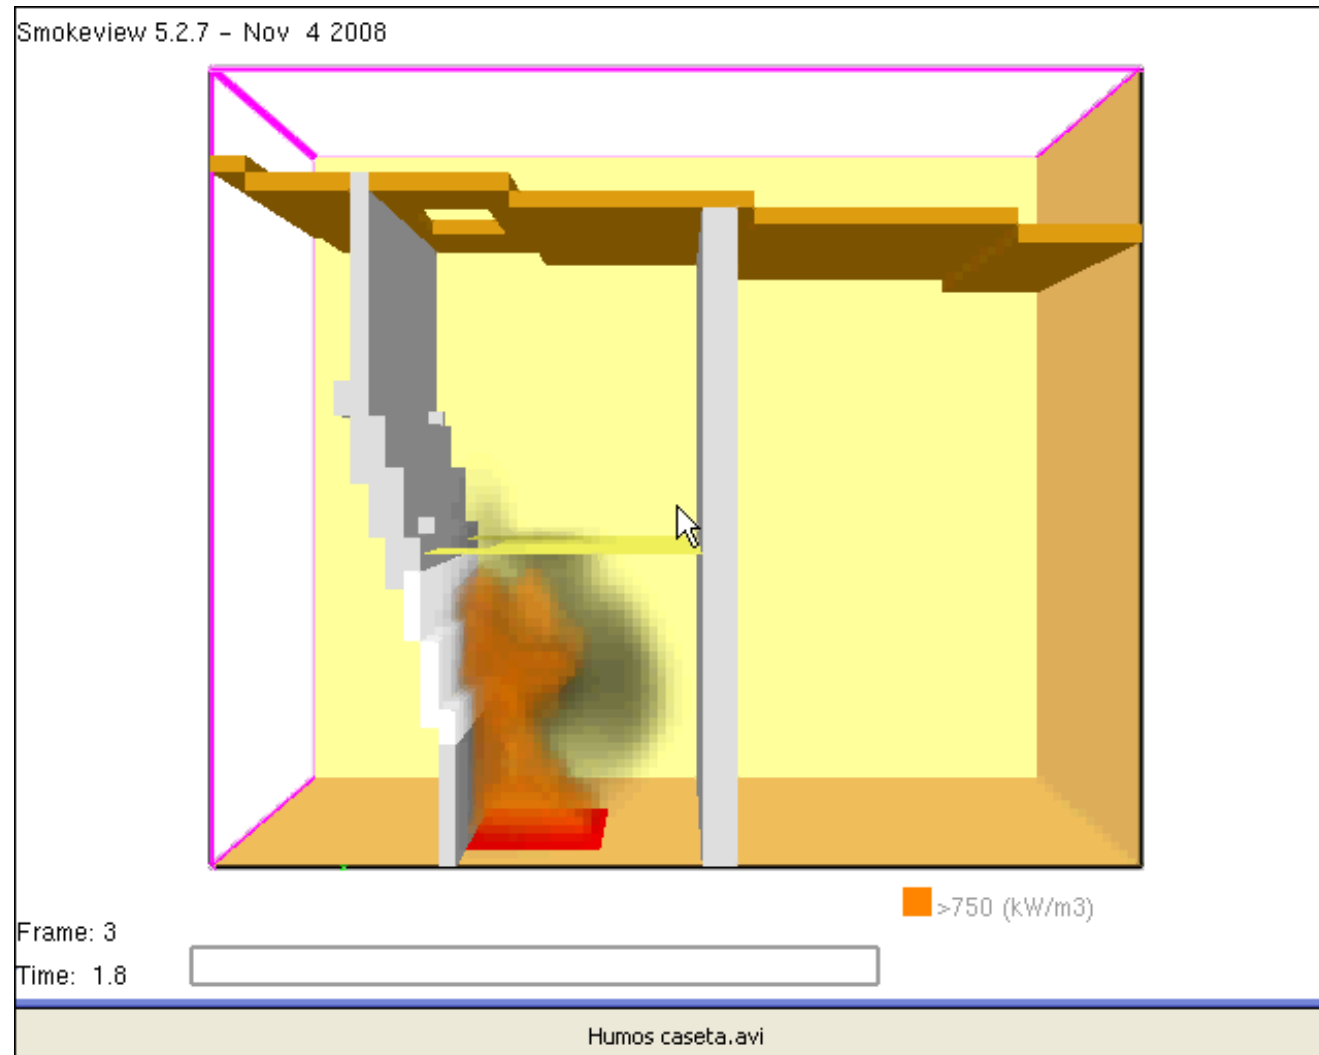 Smokeview 5.2.7 - Nov 4 2008
>750 (kW/m3)
Frame: 3
Time: 1.8
Humos caseta.avi